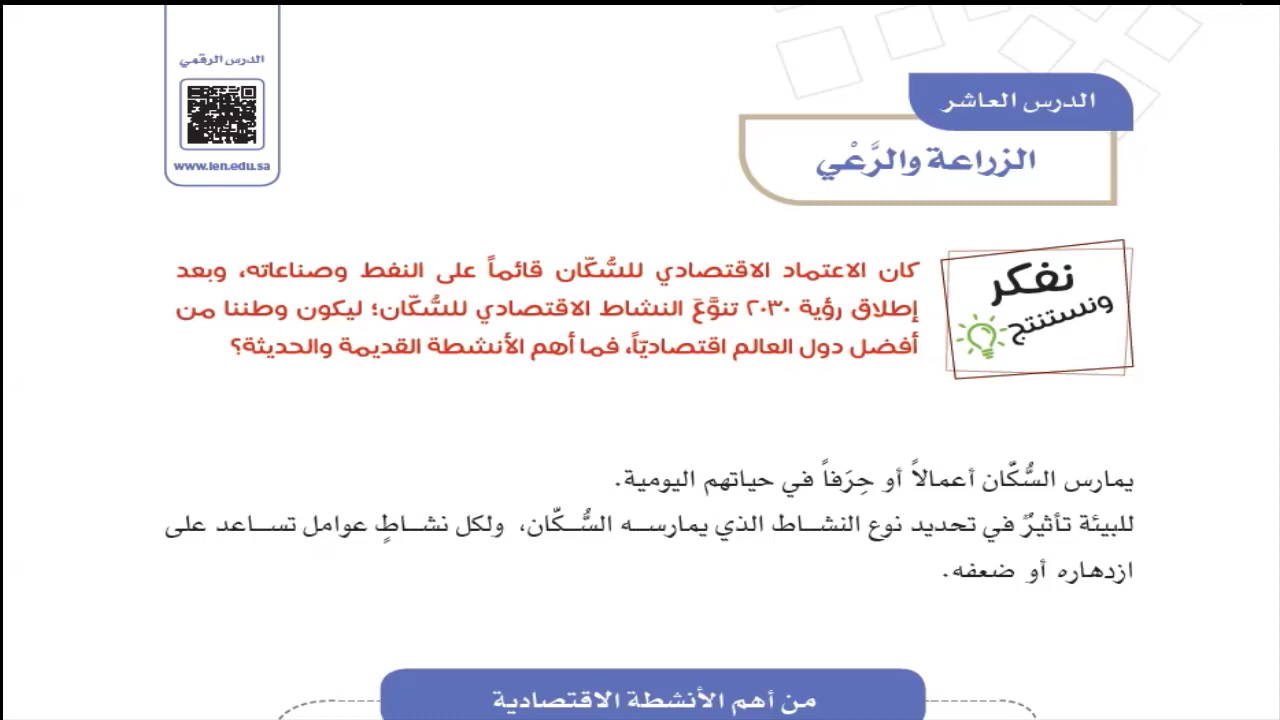 الدرس الرقمي
www.ien.edu.sa
الدرس العاشر
الزراعة والرَّعْي
نفكر
ونستنتج
كان الاعتماد الاقتصادي للسُّكّان قائماً على النفط وصناعاته، وبعد
إطلاق رؤية ٢٠٣٠ تنوَّعَ النشاط الاقتصادي للسُّكّان؛ ليكون وطننا من
أفضل دول العالم اقتصاديّاً، فما أهم الأنشطة القديمة والحديثة؟
يمارس السُّكّان أعمالاً أو حِرَفاً في حياتهم اليومية.
للبيئة تأثيرٌ في تحديد نوع النشاط الذي يمارسه السُّكّان، ولكل نشاطٍ عوامل تساعد على
ازدهاره أو ضعفه.
من أهم الأنشطة الاقتصادية